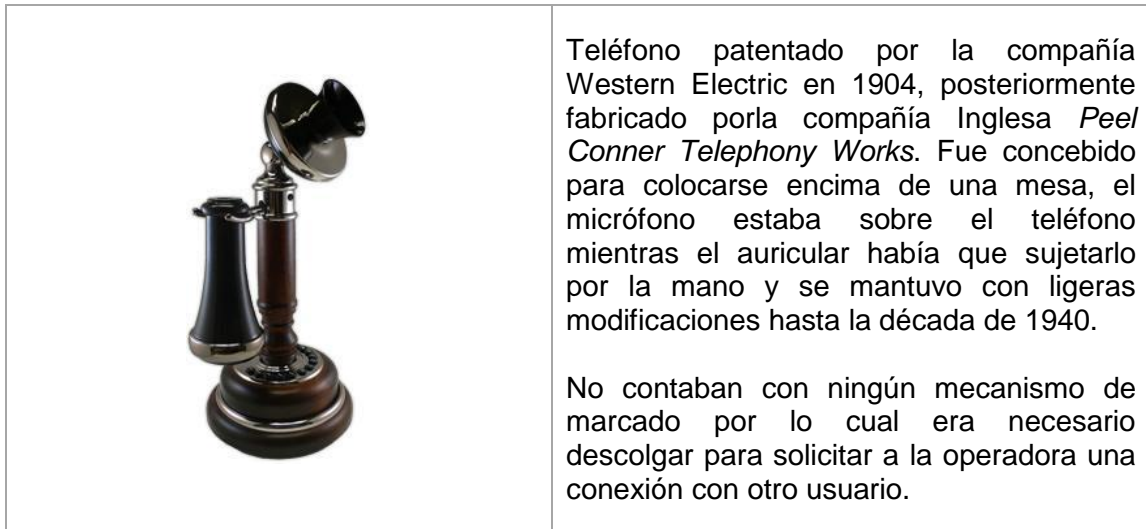 Teléfono patentado por la compañía
Western Electric en 1904, posteriormente
fabricado porla compañía Inglesa Peel
Conner Telephony Works. Fue concebido
para colocarse encima de una mesa, el
micrófono estaba sobre el teléfono
mientras el auricular había que sujetarlo
por la mano y se mantuvo con ligeras
modificaciones hasta la década de 1940.
No contaban con ningún mecanismo de
marcado por lo cual era necesario
descolgar para solicitar a la operadora una
conexión con otro usuario.